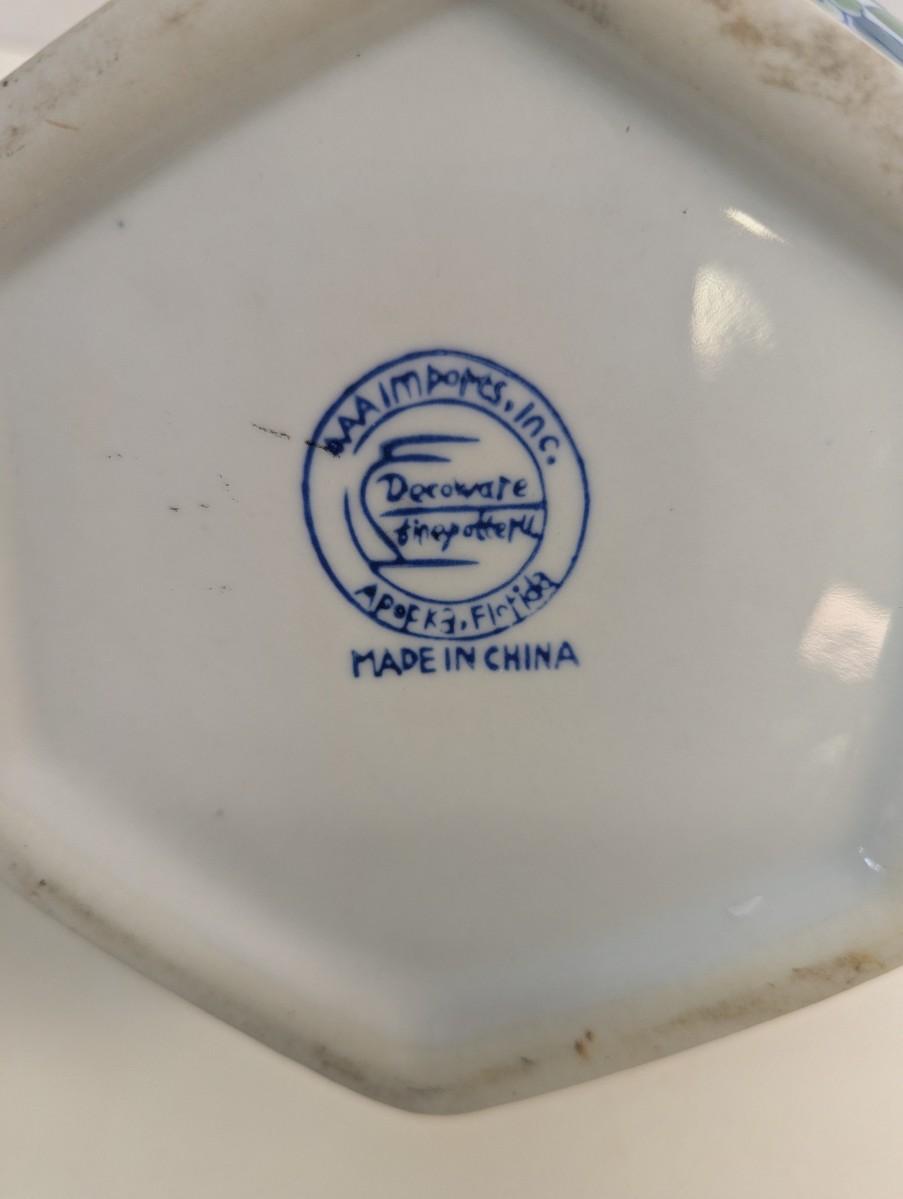 AAA Imports, Inc.
Decoware
fine pottery
Apopka, Florida
MADE IN CHINA